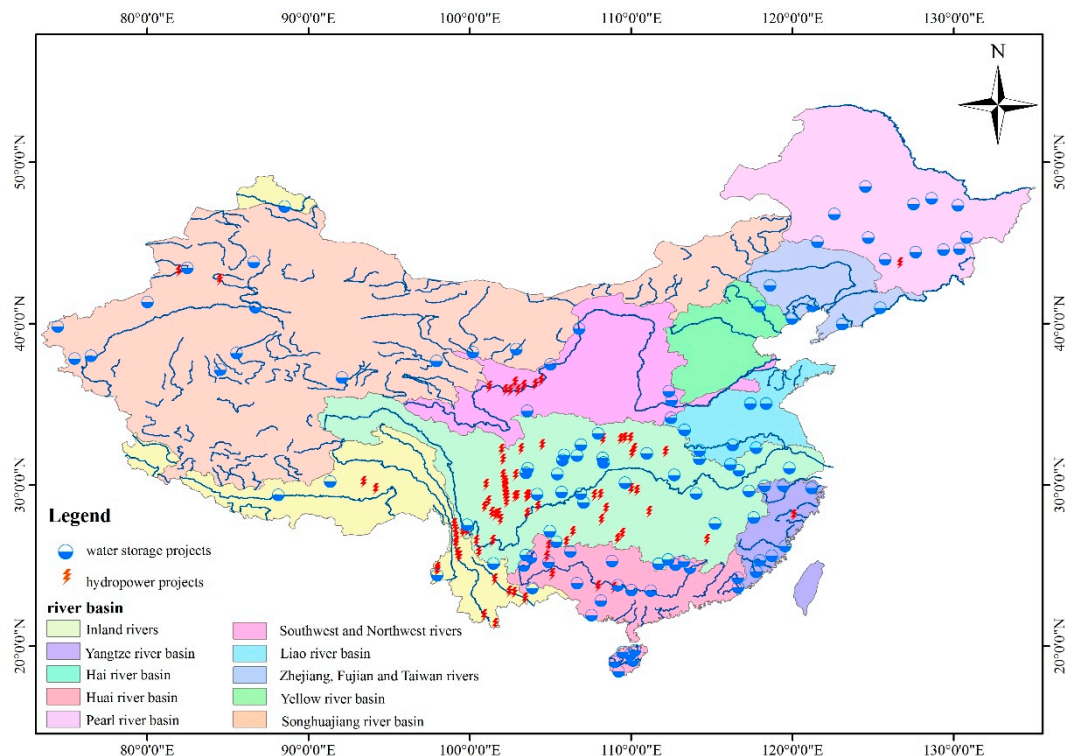 80°0'0"E 90°0'0"E 100°0'0"E 110°0'0"E 120°0'0"E 130°0'0"E
N
50°0'0"N 50°0'0"N
40°0'0"N 40°0'0"N
30°0'0"N 30°0'0"N
20°0'0"N 20°0'0"N
Legend
water storage projects
hydropower projects
river basin
Inland rivers
Yangtze river basin
Hai river basin
Huai river basin
Pearl river basin
Southwest and Northwest rivers
Liao river basin
Zhejiang, Fujian and Taiwan rivers
Yellow river basin
Songhuajiang river basin
80°0'0"E 90°0'0"E 100°0'0"E 110°0'0"E 120°0'0"E 130°0'0"E